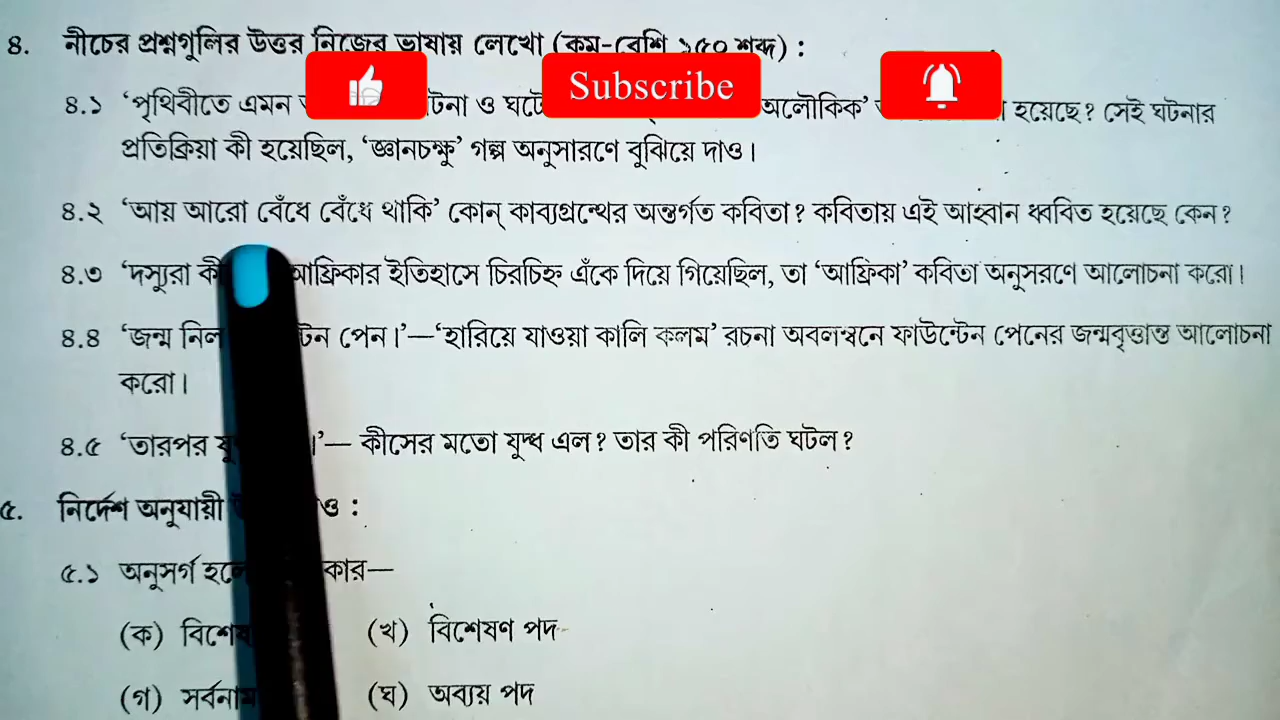 ৪. নীচের প্রশ্নগুলির উত্তর নিজের ভাষায় লেখো (কম-বেশি ১৫০ শব্দ) :
৪.১ ‘পৃথিবীতে এমন ও ঘটে অলৌকিক’ হয়েছে? সেই ঘটনার
Subscribe
প্রতিক্রিয়া কী হয়েছিল, ‘জ্ঞানচক্ষু’ গল্প অনুসারণে বুঝিয়ে দাও।
৪.২ ‘আয় আরো বেঁধে বেঁধে থাকি’ কোন্ কাব্যগ্রন্থের অন্তর্গত কবিতা? কবিতায় এই আহ্বান ধ্বনিত হয়েছে কেন?
৪.৩ ‘দস্যুরা আফ্রিকার ইতিহাসে চিরচিহ্ন এঁকে দিয়ে গিয়েছিল, তা ‘আফ্রিকা’ কবিতা অনুসরণে আলোচনা করো।
৪.৪ ‘জন্ম নিল পেন।’—‘হারিয়ে যাওয়া কালি কলম’ রচনা অবলম্বনে ফাউন্টেন পেনের জন্মবৃত্তান্ত আলোচনা
করো।
৪.৫ ‘তারপর ।’— কীসের মতো যুদ্ধ এল? তার কী পরিণতি ঘটল?
৫. নির্দেশ অনুযায়ী :
৫.১ অনুসর্গ
(ক) (খ) বিশেষণ পদ
(গ) (ঘ) অব্যয় পদ